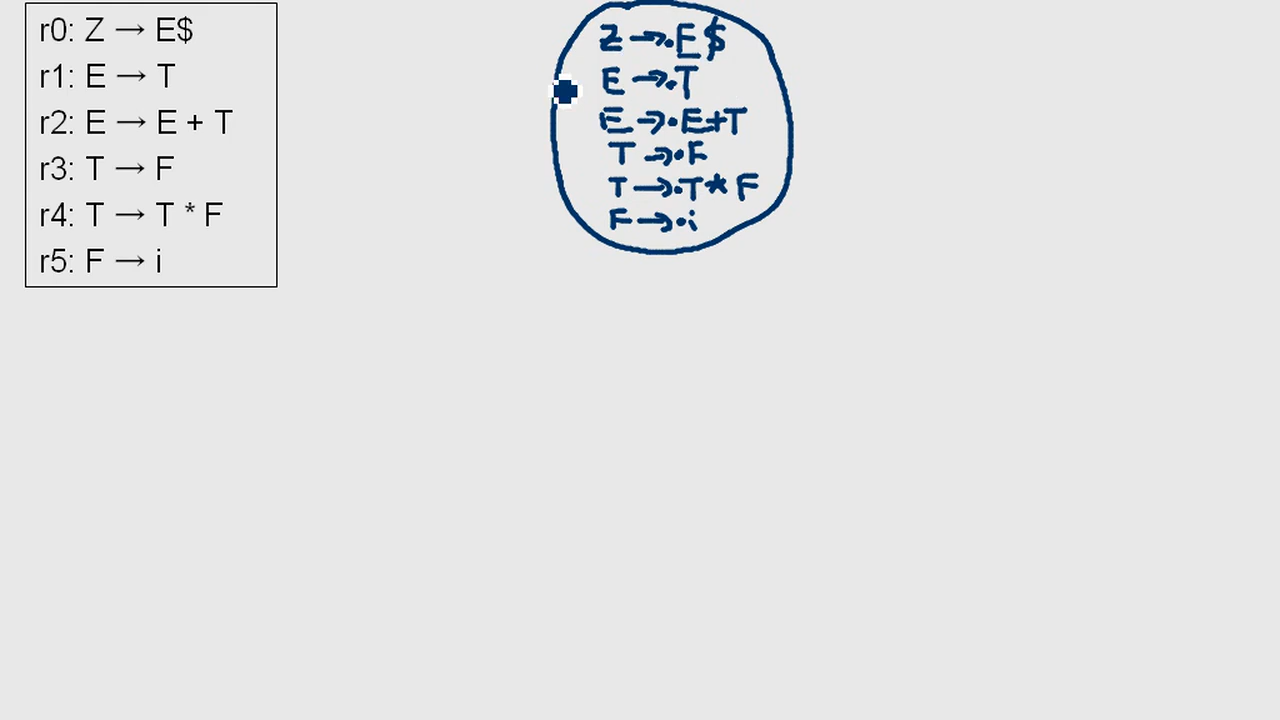 r0: Z → E$
r1: E → T
r2: E → E + T
r3: T → F
r4: T → T * F
r5: F → i
Z →.E$
E →.T
E →.E+T
T →.F
T →.T*F
F →.i